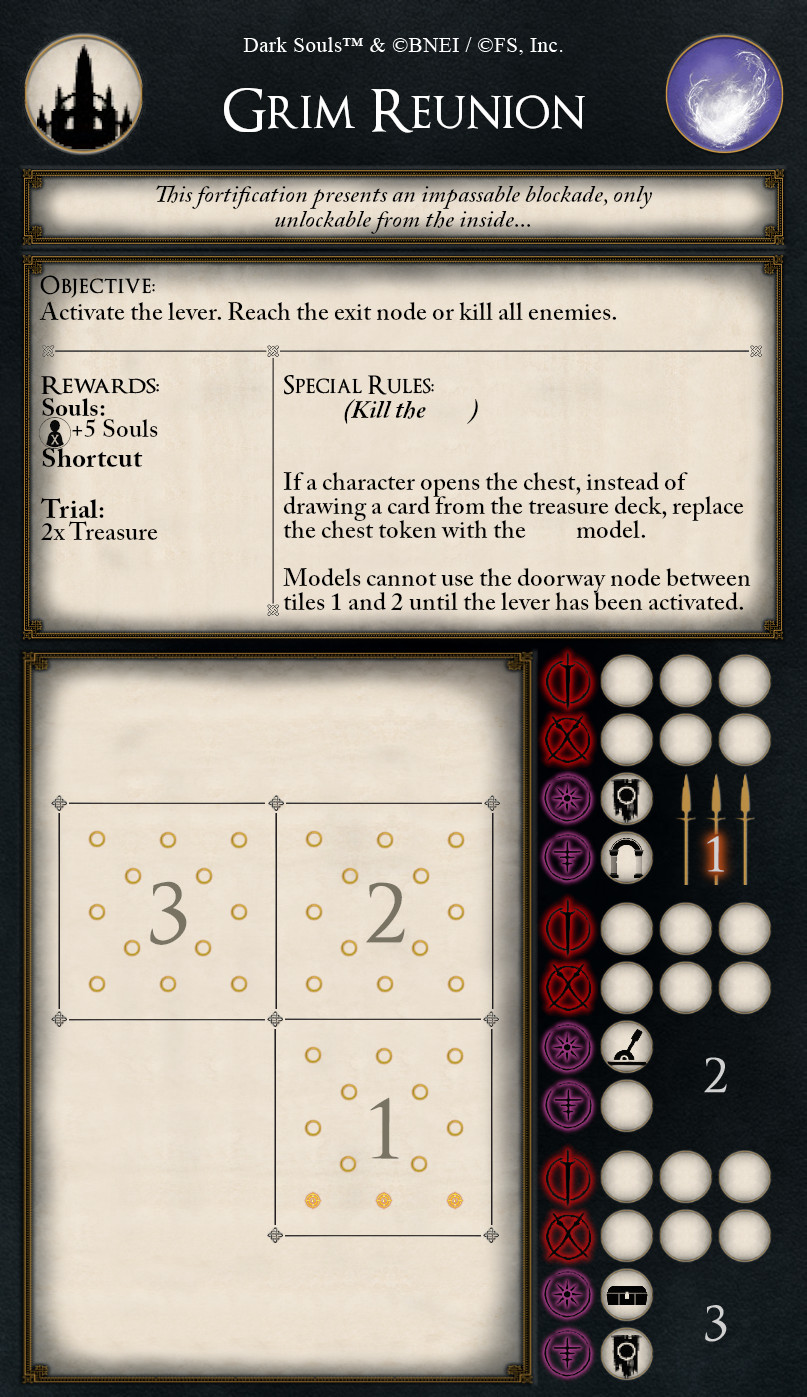 Dark Souls™ & ©BNEI / ©FS, Inc.
Grim Reunion
This fortification presents an impassable blockade, only
unlockable from the inside...
Objective:
Activate the lever. Reach the exit node or kill all enemies.
Rewards:
Souls:
X +5 Souls
Shortcut
Trial:
2x Treasure
Special Rules:
(Kill the )
If a character opens the chest, instead of
drawing a card from the treasure deck, replace
the chest token with the model.
Models cannot use the doorway node between
tiles 1 and 2 until the lever has been activated.
3 2
1
1
2
3